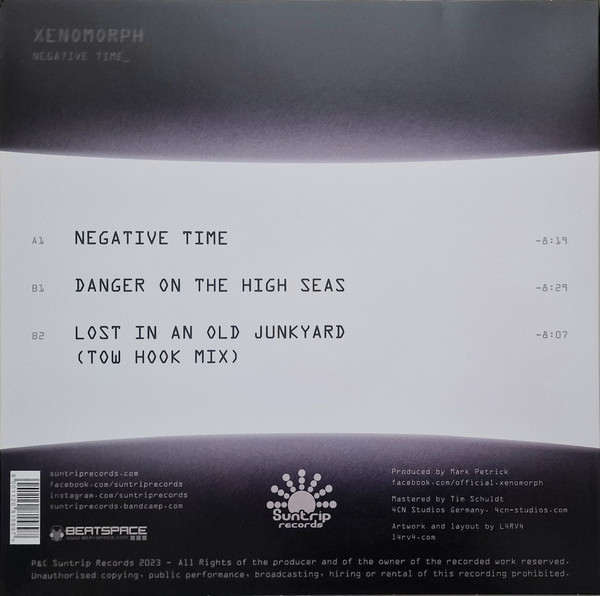 XENOMORPH
NEGATIVE TIME_
A1 NEGATIVE TIME -8:19
B1 DANGER ON THE HIGH SEAS -8:29
B2 LOST IN AN OLD JUNKYARD -8:07
(TOW HOOK MIX)
suntriprecords.com
facebook.com/suntriprecords
instagram.com/suntriprecords
suntriprecords.bandcamp.com
BEATSPACE
WWW.BEATSPACE.COM
Suntrip
records
Produced by Mark Petrick
facebook.com/official.xenomorph
Mastered by Tim Schuldt
4CN Studios Germany. 4cn-studios.com
Artwork and layout by L4RV4
l4rv4.com
P&C Suntrip Records 2023 - All Rights of the producer and of the owner of the recorded work reserved.
Unauthorised copying, public performance, broadcasting, hiring or rental of this recording prohibited.